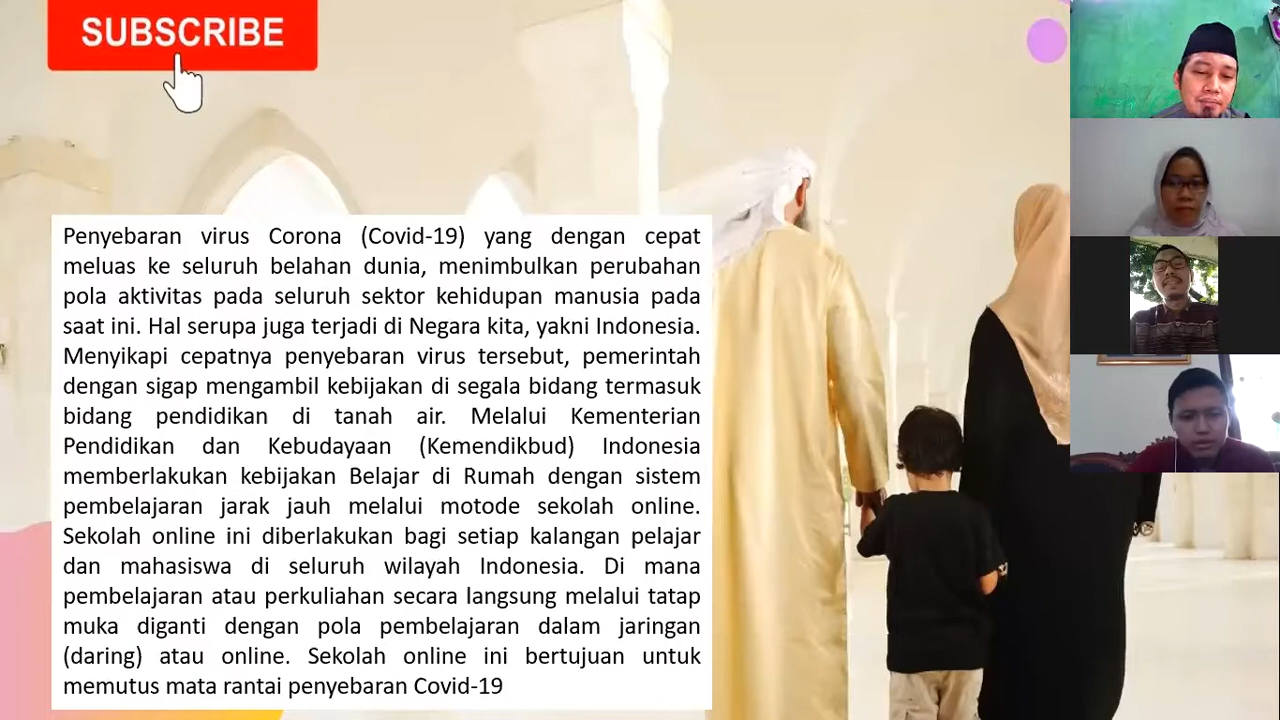 SUBSCRIBE
Penyebaran virus Corona (Covid-19) yang dengan cepat
meluas ke seluruh belahan dunia, menimbulkan perubahan
pola aktivitas pada seluruh sektor kehidupan manusia pada
saat ini. Hal serupa juga terjadi di Negara kita, yakni Indonesia.
Menyikapi cepatnya penyebaran virus tersebut, pemerintah
dengan sigap mengambil kebijakan di segala bidang termasuk
bidang pendidikan di tanah air. Melalui Kementerian
Pendidikan dan Kebudayaan (Kemendikbud) Indonesia
memberlakukan kebijakan Belajar di Rumah dengan sistem
pembelajaran jarak jauh melalui motode sekolah online.
Sekolah online ini diberlakukan bagi setiap kalangan pelajar
dan mahasiswa di seluruh wilayah Indonesia. Di mana
pembelajaran atau perkuliahan secara langsung melalui tatap
muka diganti dengan pola pembelajaran dalam jaringan
(daring) atau online. Sekolah online ini bertujuan untuk
memutus mata rantai penyebaran Covid-19